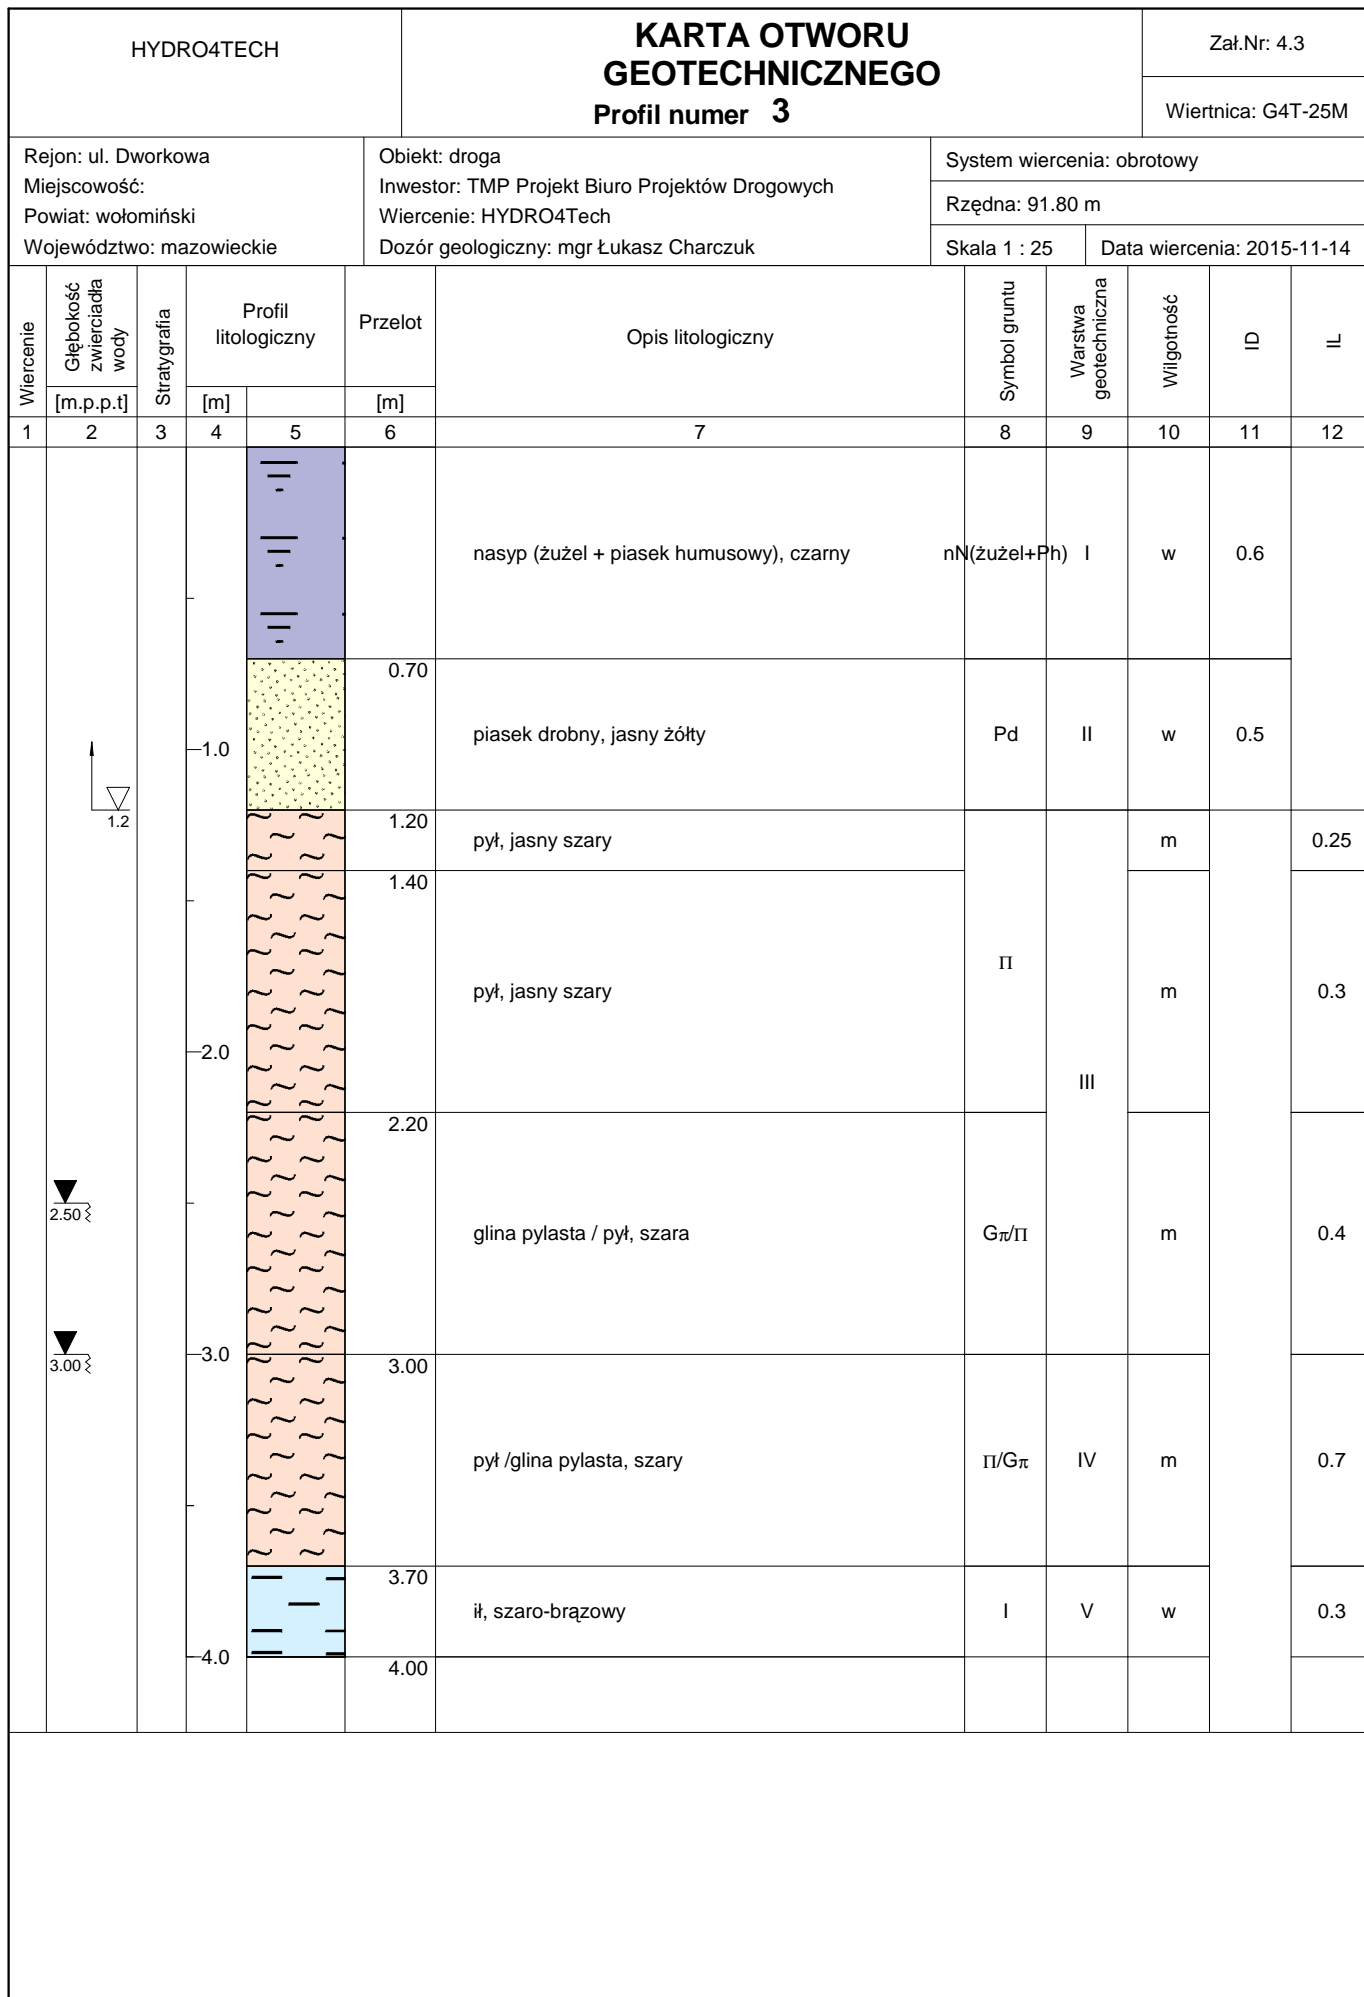 HYDRO4TECH
KARTA OTWORU
GEOTECHNICZNEGO
Profil numer 3
Zał.Nr: 4.3
Wiertnica: G4T-25M
Rejon: ul. Dworkowa
Miejscowość:
Powiat: wołomiński
Województwo: mazowieckie
Obiekt: droga
Inwestor: TMP Projekt Biuro Projektów Drogowych
Wiercenie: HYDRO4Tech
Dozór geologiczny: mgr Łukasz Charczuk
System wiercenia: obrotowy
Rzędna: 91.80 m
Skala 1 : 25
Data wiercenia: 2015-11-14
Wiercenie
Głębokość
zwierciadła
wody
[m.p.p.t]
Stratygrafia
Profil
litologiczny
[m]
Przelot
[m]
Opis litologiczny
Symbol gruntu
Warstwa
geotechniczna
Wilgotność
ID
IL
1 2 3 4 5 6 7 8 9 10 11 12
nasyp (żużel + piasek humusowy), czarny nN(żużel+Ph) I w 0.6
0.70
1.0 piasek drobny, jasny żółty Pd II w 0.5
1.2
1.20
pył, jasny szary m 0.25
1.40
Π
pył, jasny szary m 0.3
2.0
III
2.20
2.50
glina pylasta / pył, szara Gπ/Π m 0.4
3.0
3.00
3.00
pył /glina pylasta, szary Π/Gπ IV m 0.7
3.70
ił, szaro-brązowy I V w 0.3
4.0
4.00